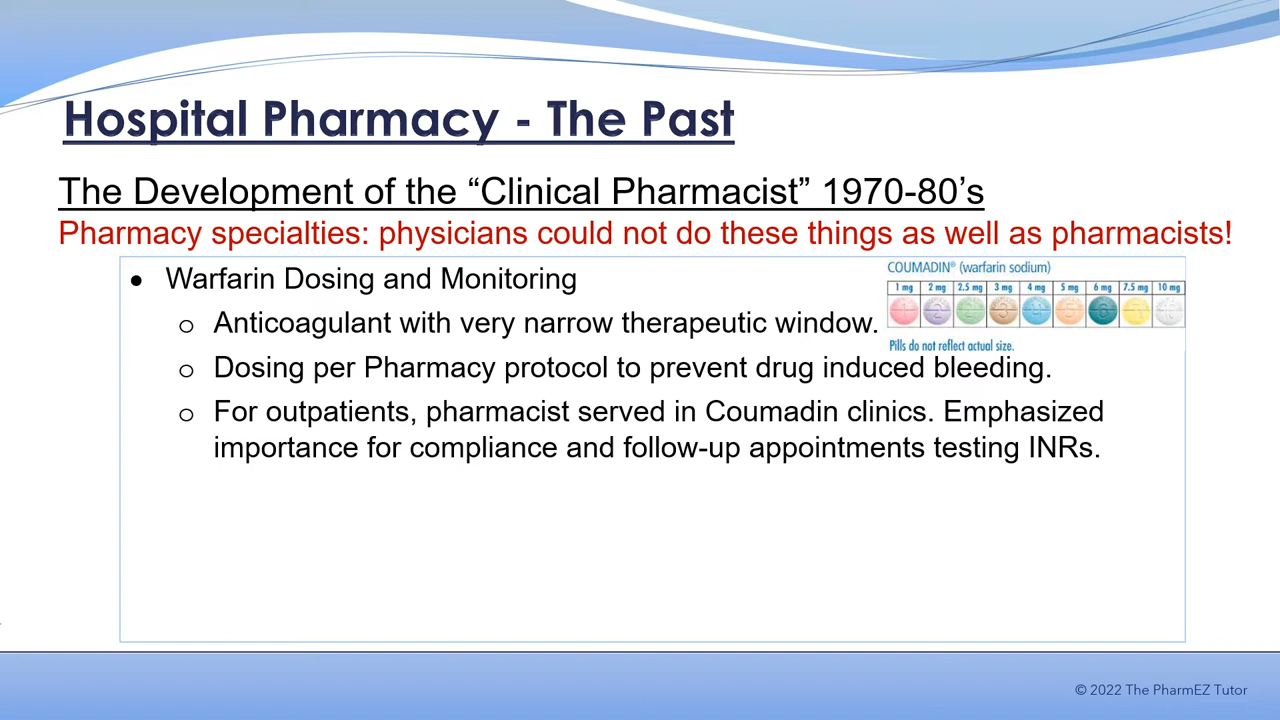 Hospital Pharmacy - The Past
The Development of the “Clinical Pharmacist” 1970-80’s
Pharmacy specialties: physicians could not do these things as well as pharmacists!
● Warfarin Dosing and Monitoring
COUMADIN® (warfarin sodium)
1 mg 2 mg 2.5 mg 3 mg 4 mg 5 mg 6 mg 7.5 mg 10 mg
Pills do not reflect actual size.
o Anticoagulant with very narrow therapeutic window.
o Dosing per Pharmacy protocol to prevent drug induced bleeding.
o For outpatients, pharmacist served in Coumadin clinics. Emphasized
importance for compliance and follow-up appointments testing INRs.
© 2022 The PharmEZ Tutor